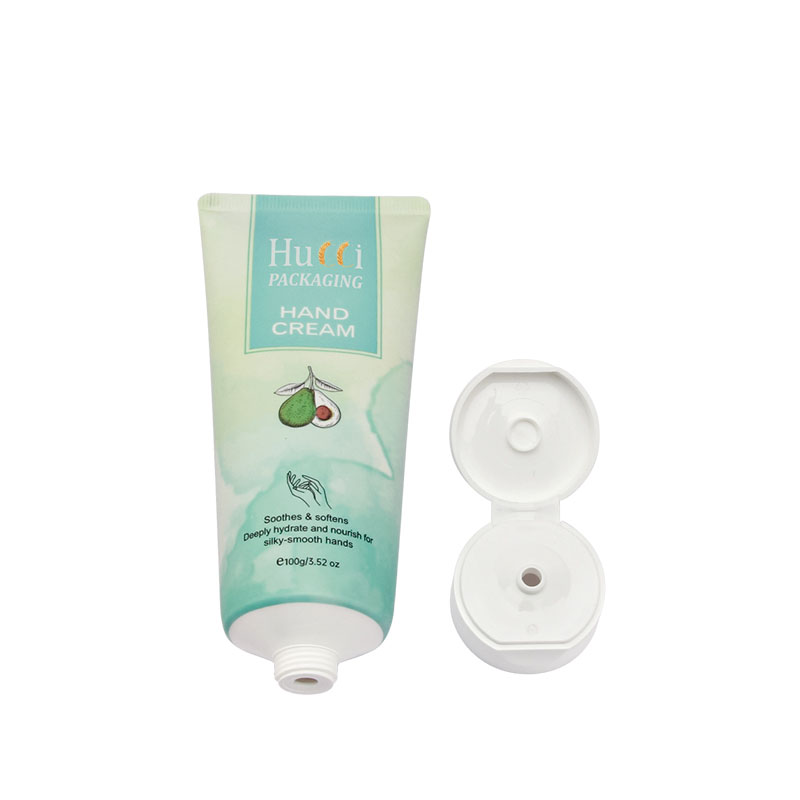 Hucci
PACKAGING
HAND
CREAM
Soothes & softens
Deeply hydrate and nourish for
silky-smooth hands
℮100g/3.52 oz